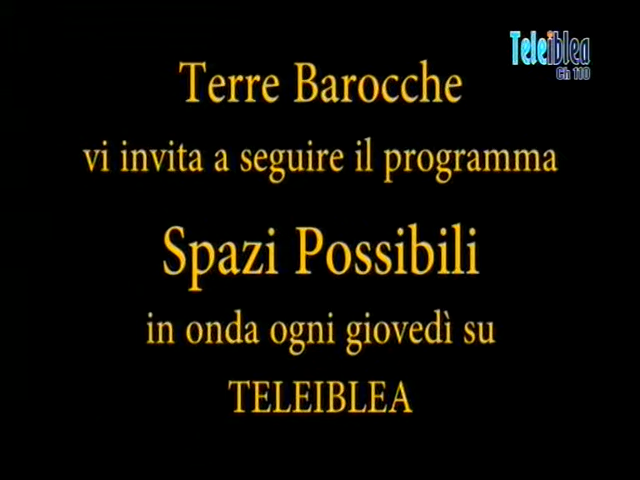 Teleiblea
Ch 110
Terre Barocche
vi invita a seguire il programma
Spazi Possibili
in onda ogni giovedì su
TELEIBLEA